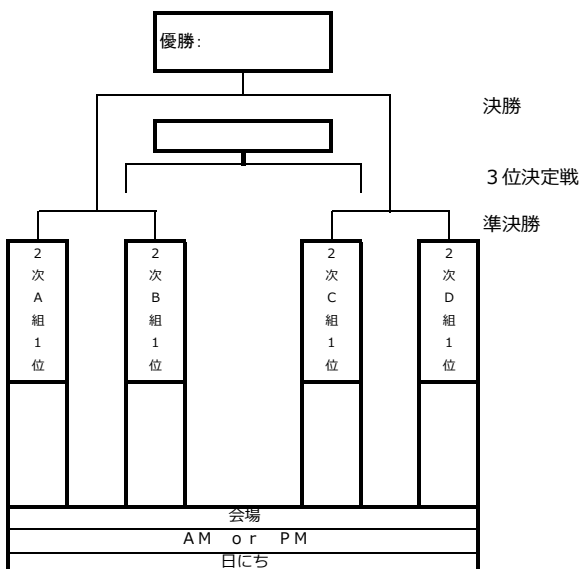 優勝:
決勝
３位決定戦
準決勝
２次Ａ組１位
２次Ｂ組１位
２次Ｃ組１位
２次Ｄ組１位
会場
ＡＭ ｏｒ ＰＭ
日にち